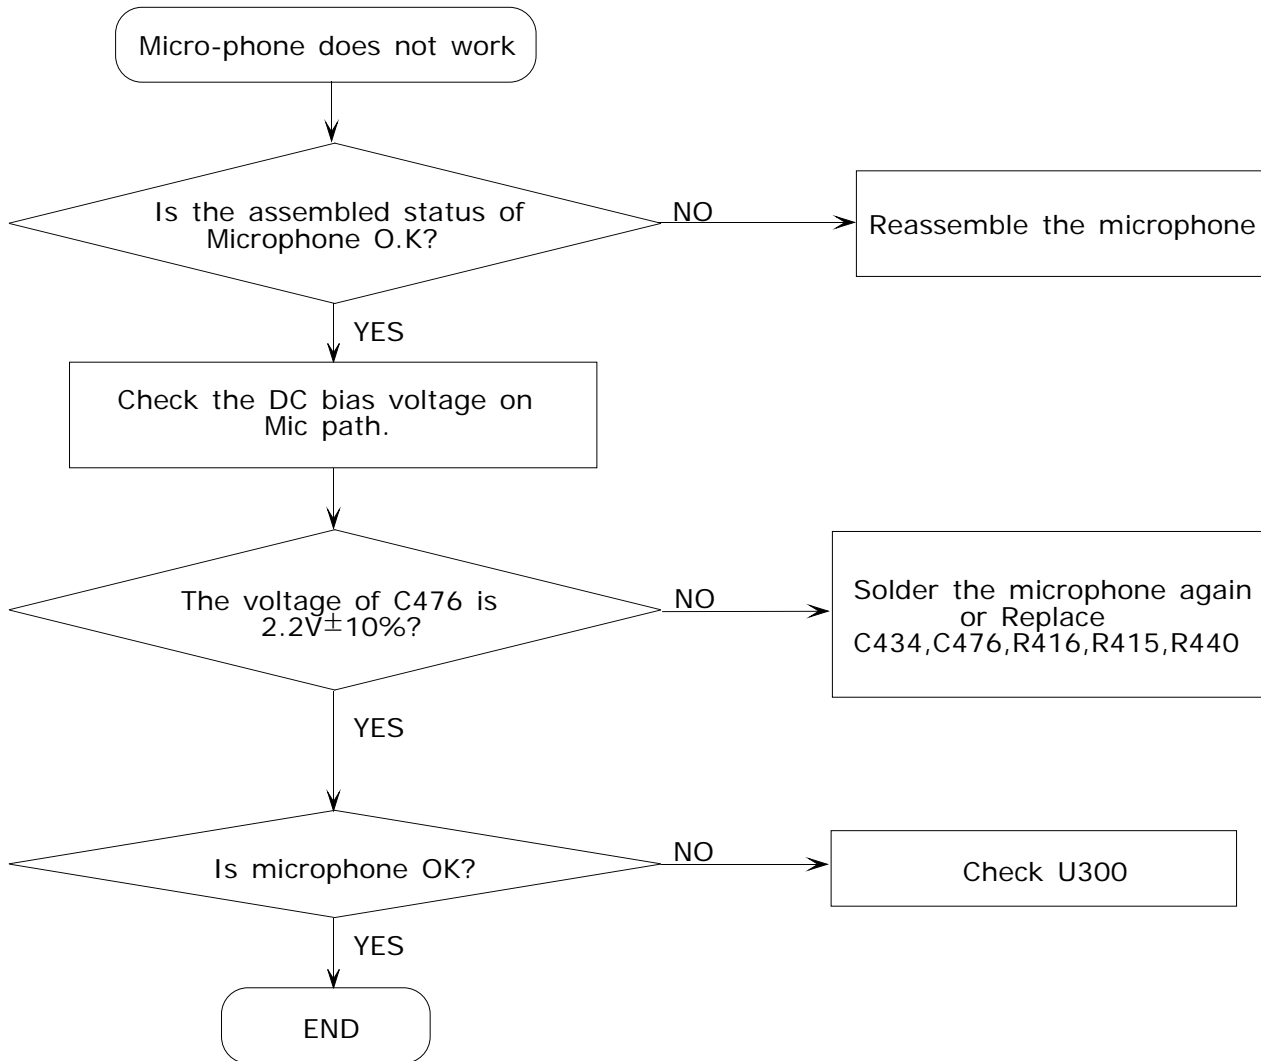 Micro-phone does not work
Is the assembled status of
Microphone O.K?
NO
Reassemble the microphone
YES
Check the DC bias voltage on
Mic path.
The voltage of C476 is
2.2V±10%?
NO
Solder the microphone again
or Replace
C434,C476,R416,R415,R440
YES
Is microphone OK?
NO
Check U300
YES
END